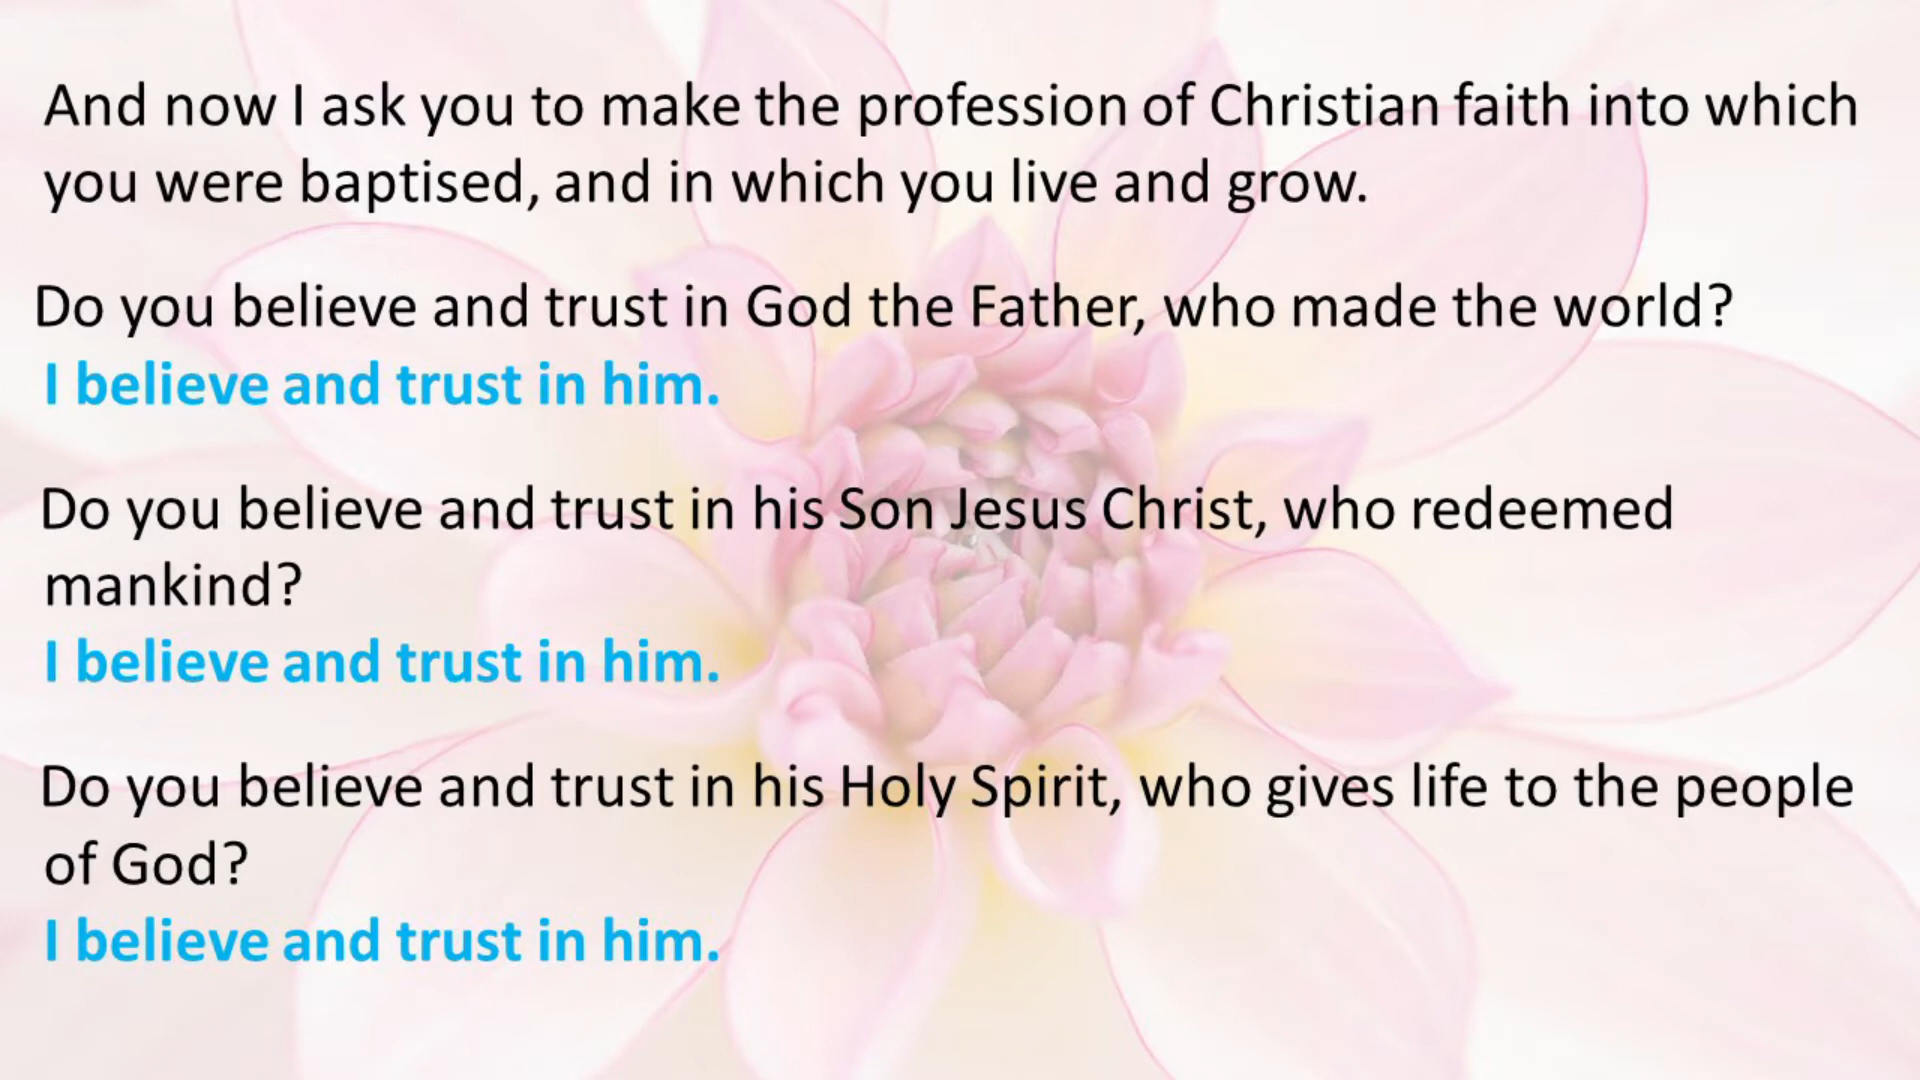 And now I ask you to make the profession of Christian faith into which
you were baptised, and in which you live and grow.
Do you believe and trust in God the Father, who made the world?
I believe and trust in him.
Do you believe and trust in his Son Jesus Christ, who redeemed
mankind?
I believe and trust in him.
Do you believe and trust in his Holy Spirit, who gives life to the people
of God?
I believe and trust in him.